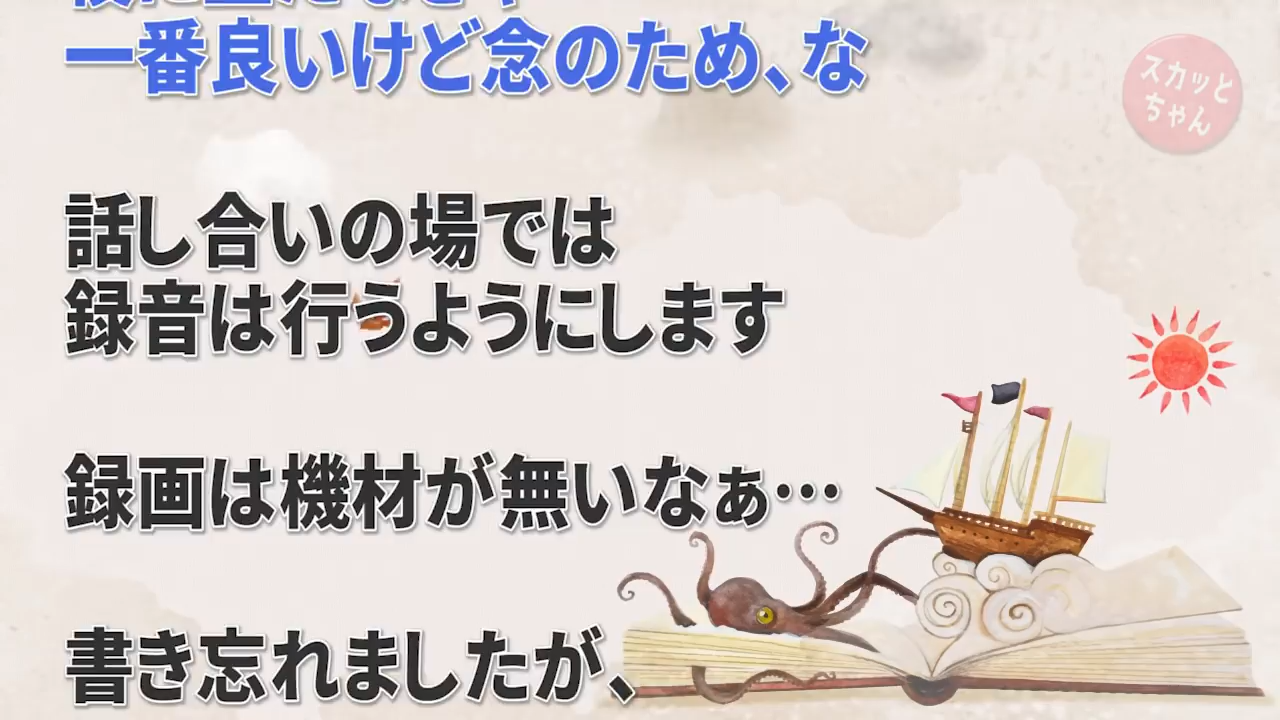 一番良いけど念のため、な
スカッと
ちゃん
話し合いの場では
録音は行うようにします
録画は機材が無いなぁ…
書き忘れましたが、